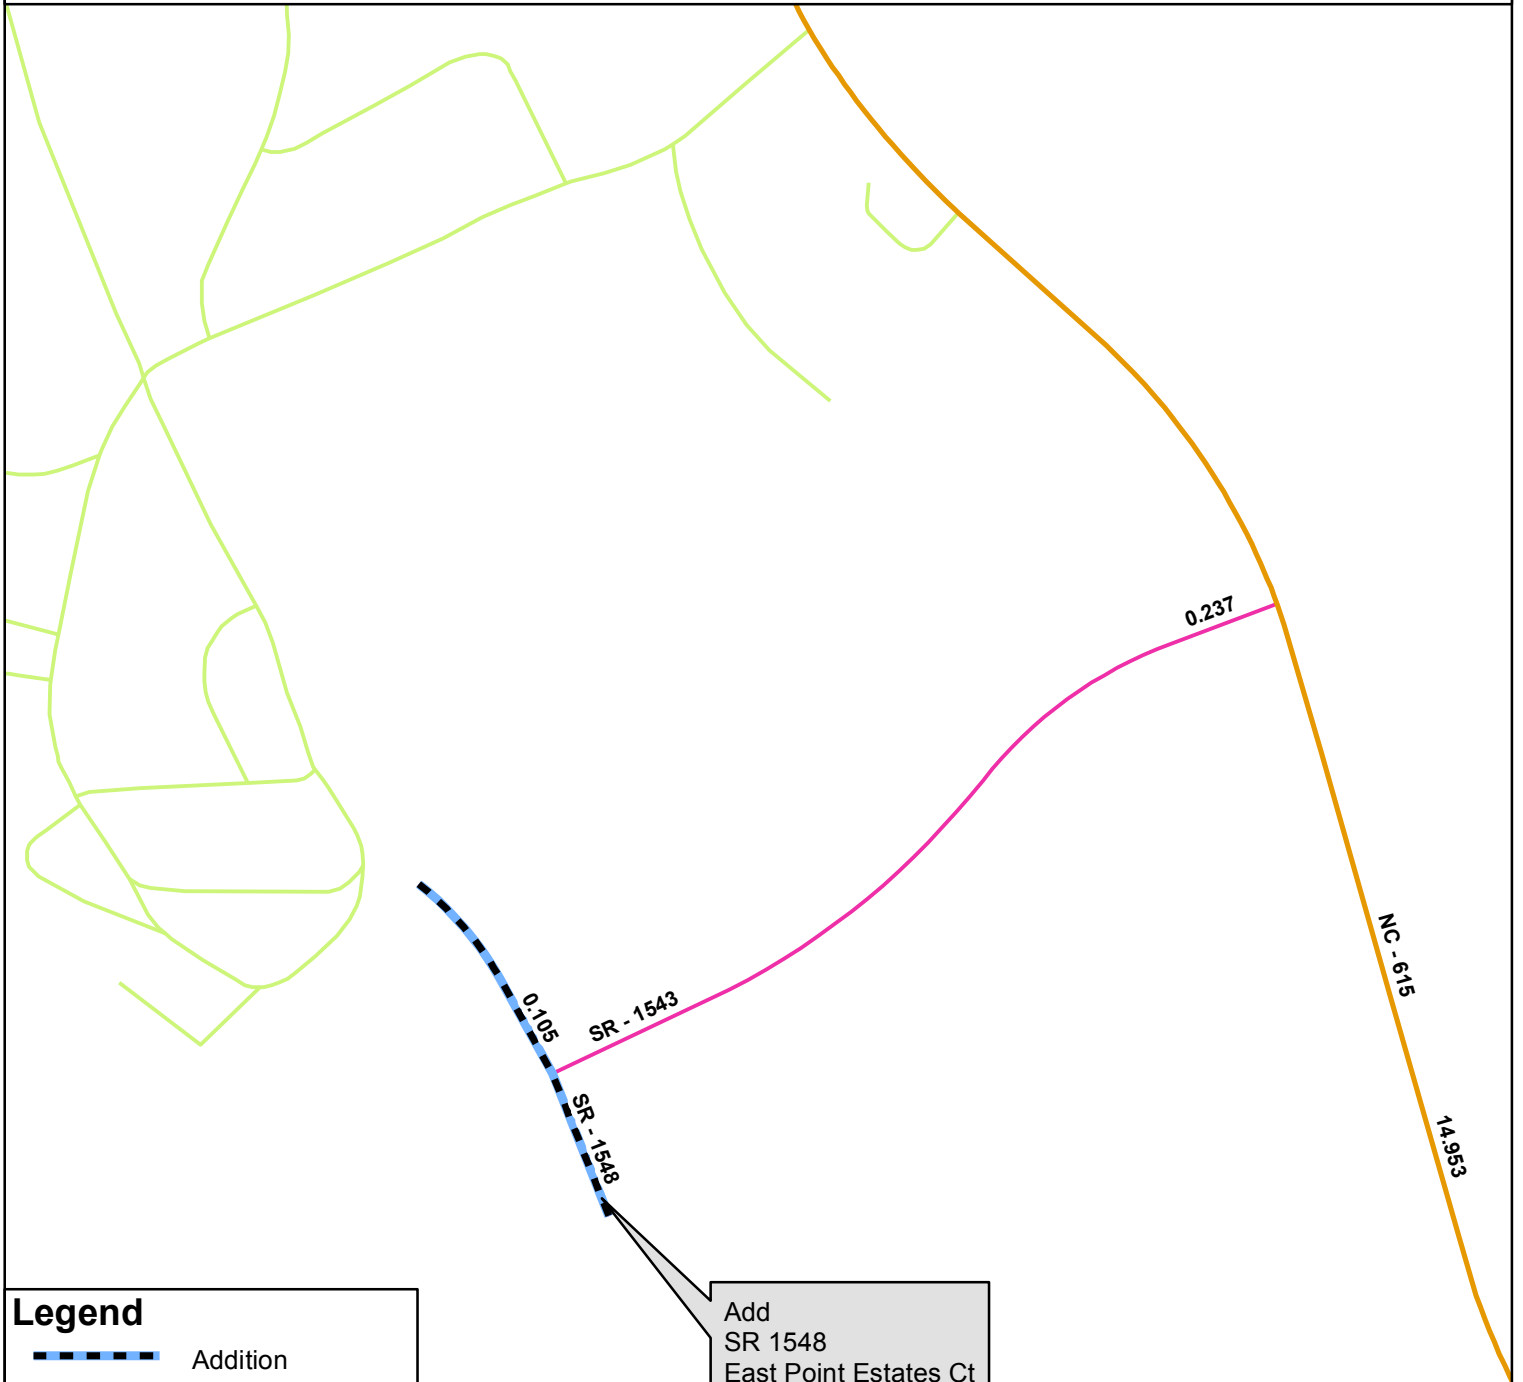 0.237
NC - 615
SR - 1543
0.105
SR - 1548
14.953
Legend
Addition
Add
SR 1548
East Point Estates Ct